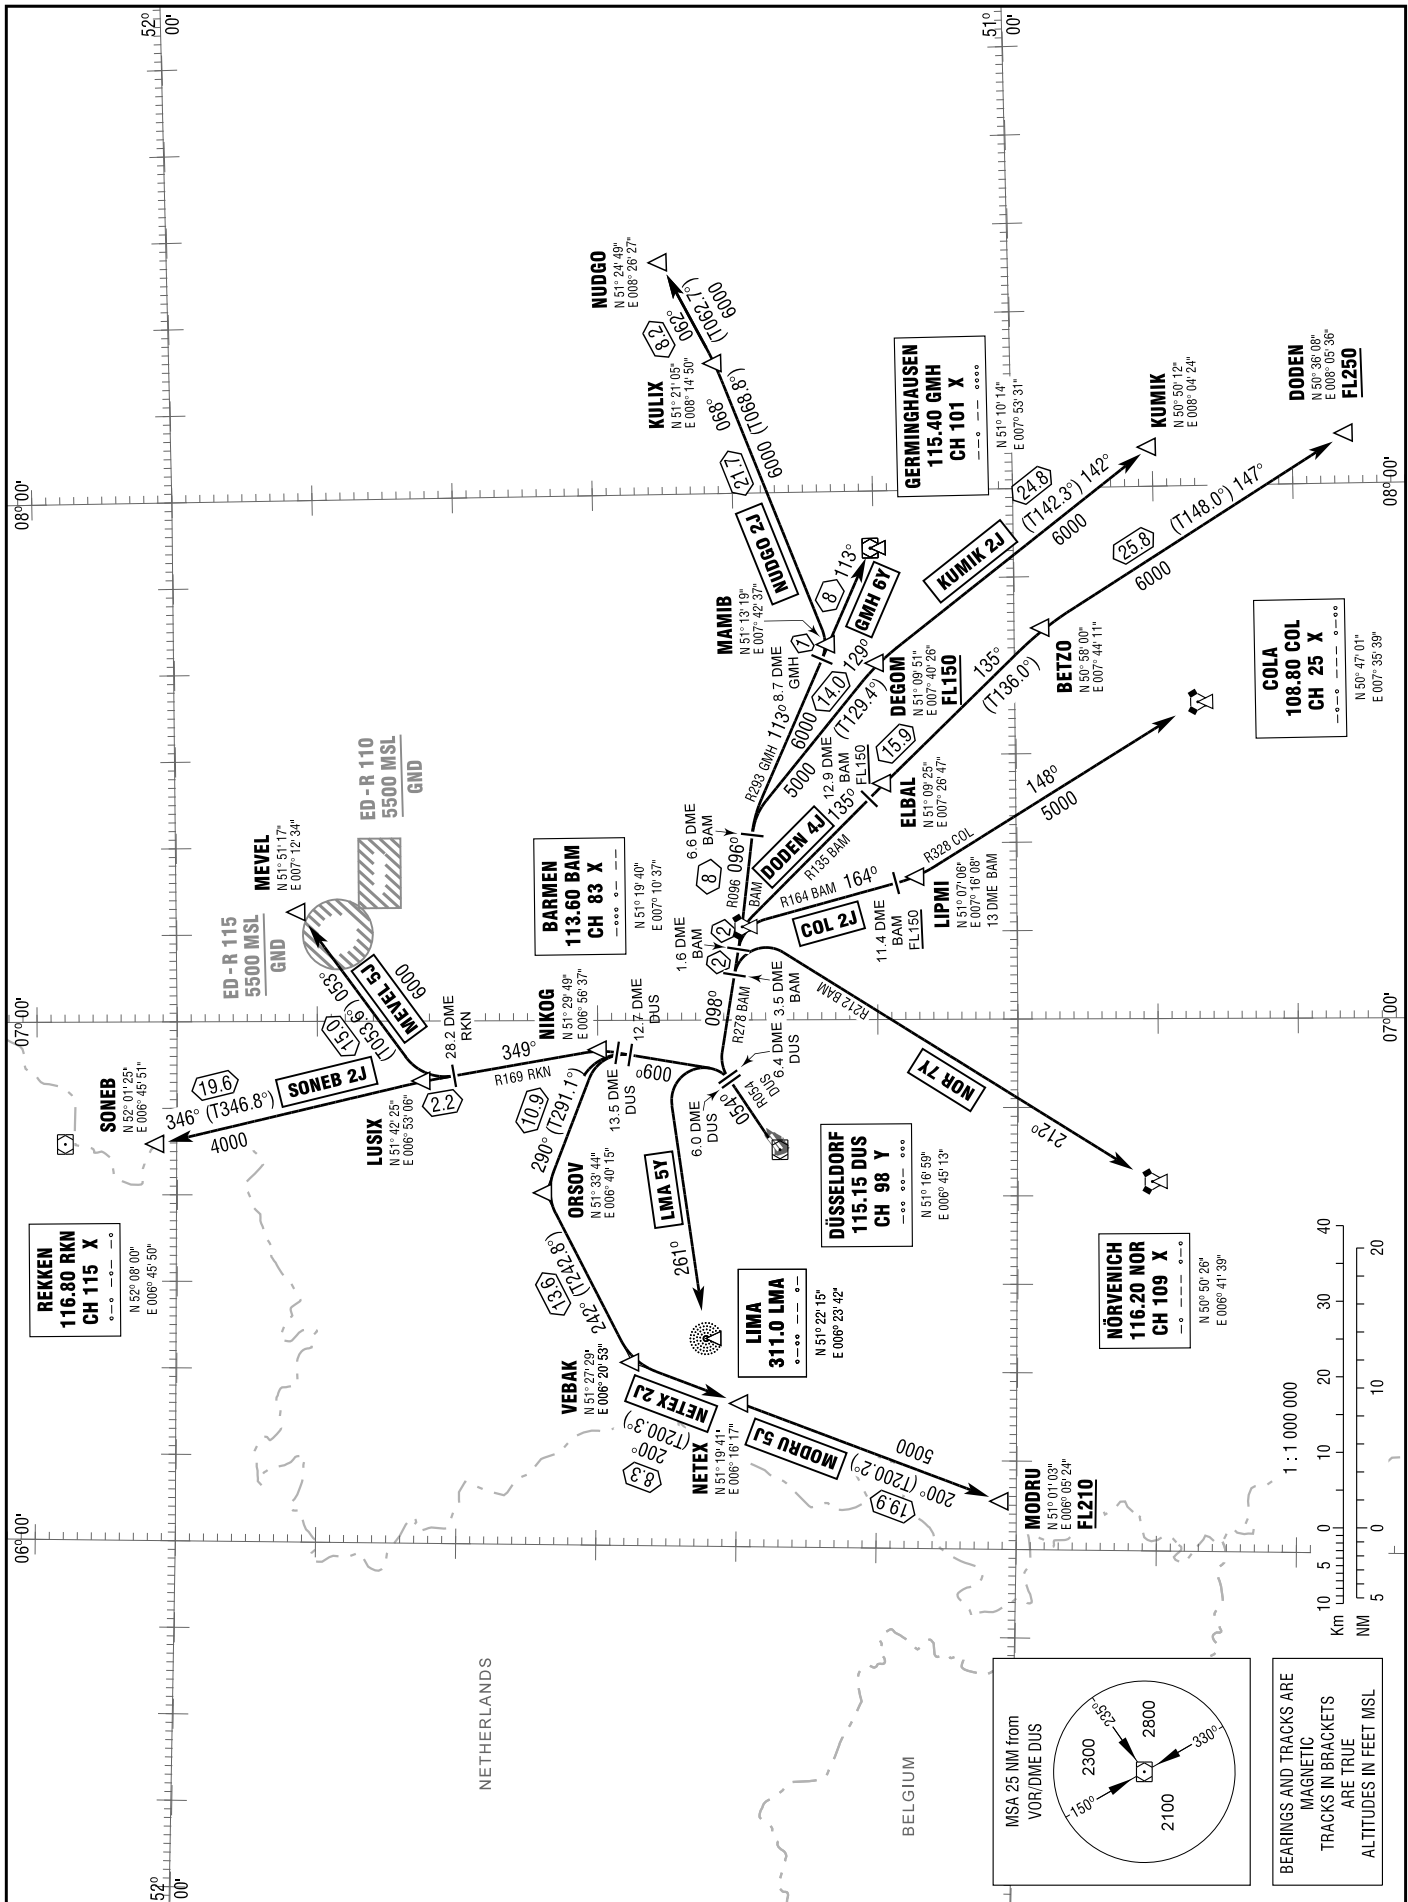 52°
00'
51°
00'
08° 00'
07° 00'
06° 00'
52°
00'
08° 00'
07° 00'
NUDGO
N 51° 24' 49"
E 008° 26' 27"
8.2
062°
(T062.7°)
6000
KULIX
N 51° 21' 05"
E 008° 14' 50"
068°
6000 (T068.8°)
21.7
NUDGO 2J
GERMINGHAUSEN
115.40 GMH
CH 101 X
N 51° 10' 14"
E 007° 53' 31"
KUMIK
N 50° 50' 12"
E 008° 04' 24"
DODEN
N 50° 36' 08"
E 008° 05' 36"
FL250
24.8
(T142.3°) 142°
6000
KUMIK 2J
25.8
(T148.0°) 147°
6000
MAMIB
N 51° 13' 19"
E 007° 42' 37"
1
8
113°
GMH 6Y
8.7 DME
GMH
R293 GMH 113°
6000
14.0
129°
5000
(T129.4°)
DEGOM
N 51° 09' 51"
E 007° 40' 26"
FL150
135°
(T136.0°)
BETZO
N 50° 58' 00"
E 007° 44' 11"
COLA
108.80 COL
CH 25 X
N 50° 47' 01"
E 007° 35' 39"
15.9
12.9 DME
BAM
FL150
ELBAL
N 51° 09' 25"
E 007° 26' 47"
DODEN 4J
135°
R135 BAM
148°
5000
R328 COL
LIPMI
N 51° 07' 06"
E 007° 16' 08"
13 DME BAM
R164 BAM 164°
COL 2J
11.4 DME
BAM
FL150
6.6 DME
BAM
8
R096 096°
BAM
BARMEN
113.60 BAM
CH 83 X
N 51° 19' 40"
E 007° 10' 37"
1.6 DME
BAM
2
2
3.5 DME
BAM
098°
R278 BAM
R212 BAM
NOR 7Y
212°
MEVEL
N 51° 51' 17"
E 007° 12' 34"
ED-R 110
5500 MSL
GND
ED-R 115
5500 MSL
GND
6000
MEVEL 5J
(T053.6°) 053°
15.0
28.2 DME
RKN
NIKOG
N 51° 29' 49"
E 006° 56' 37"
12.7 DME
DUS
349°
R169 RKN
009°
13.5 DME
DUS
6.4 DME
DUS
6.0 DME
DUS
R054
DUS
054°
SONEB
N 52° 01' 25"
E 006° 45' 51"
19.6
346° (T346.8°)
4000
SONEB 2J
2.2
LUSIX
N 51° 42' 25"
E 006° 53' 06"
10.9
290° (T291.1°)
ORSOV
N 51° 33' 44"
E 006° 40' 15"
LMA 5Y
261°
DÜSSELDORF
115.15 DUS
CH 98 Y
N 51° 16' 59"
E 006° 45' 13"
REKKEN
116.80 RKN
CH 115 X
N 52° 08' 00"
E 006° 45' 50"
13.6
242° (T242.8°)
VEBAK
N 51° 27' 29"
E 006° 20' 53"
LIMA
311.0 LMA
N 51° 22' 15"
E 006° 23' 42"
NÖRVENICH
116.20 NOR
CH 109 X
N 50° 50' 26"
E 006° 41' 39"
NETEX 2J
(T200.3°)
200°
8.3
NETEX
N 51° 19' 41"
E 006° 16' 17"
MODRU 5J
5000
200° (T200.2°)
19.9
MODRU
N 51° 01' 03"
E 006° 05' 24"
FL210
1 : 1 000 000
Km 10 5 0 10 20 30 40
NM 5 0 10 20
NETHERLANDS
BELGIUM
MSA 25 NM from
VOR/DME DUS
150°
235°
330°
2300
2800
2100
BEARINGS AND TRACKS ARE
MAGNETIC
TRACKS IN BRACKETS
ARE TRUE
ALTITUDES IN FEET MSL